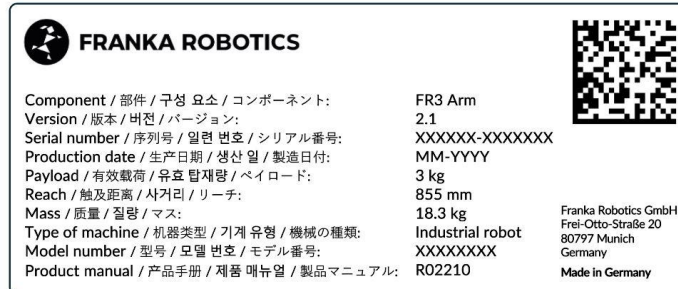 FRANKA ROBOTICS
Component / 部件 / 구성 요소 / コンポーネント: FR3 Arm
Version / 版本 / 버전 / バージョン: 2.1
Serial number / 序列号 / 일련 번호 / シリアル番号: XXXXXX-XXXXXXX
Production date / 生产日期 / 생산 일 / 製造日付: MM-YYYY
Payload / 有效载荷 / 유효 탑재량 / ペイロード: 3 kg
Reach / 触及距离 / 사거리 / リーチ: 855 mm
Mass / 质量 / 질량 / マス: 18.3 kg
Type of machine / 机器类型 / 기계 유형 / 機械の種類: Industrial robot
Model number / 型号 / 모델 번호 / モデル番号: XXXXXXXX
Product manual / 产品手册 / 제품 매뉴얼 / 製品マニュアル: R02210
Franka Robotics GmbH
Frei-Otto-Straße 20
80797 Munich
Germany
Made in Germany